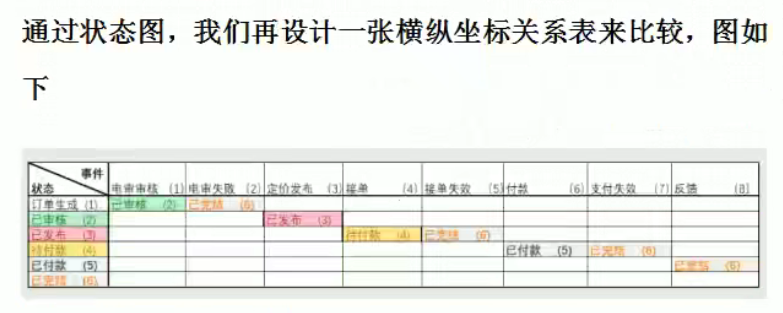 通过状态图，我们再设计一张横纵坐标关系表来比较，图如
下
事件
状态 电审审核 (1) 电审失败 (2) 定价发布 (3) 接单 (4) 接单失效 (5) 付款 (6) 支付失效 (7) 反馈 (8)
订单生成 (1) 已审核 (2) 已完结 (6)
已审核 (2) 已发布 (3)
已发布 (3) 待付款 (4) 已完结 (6)
待付款 (4) 已付款 (5) 已完结 (6)
已付款 (5) 已完结 (6)
已完结 (6)